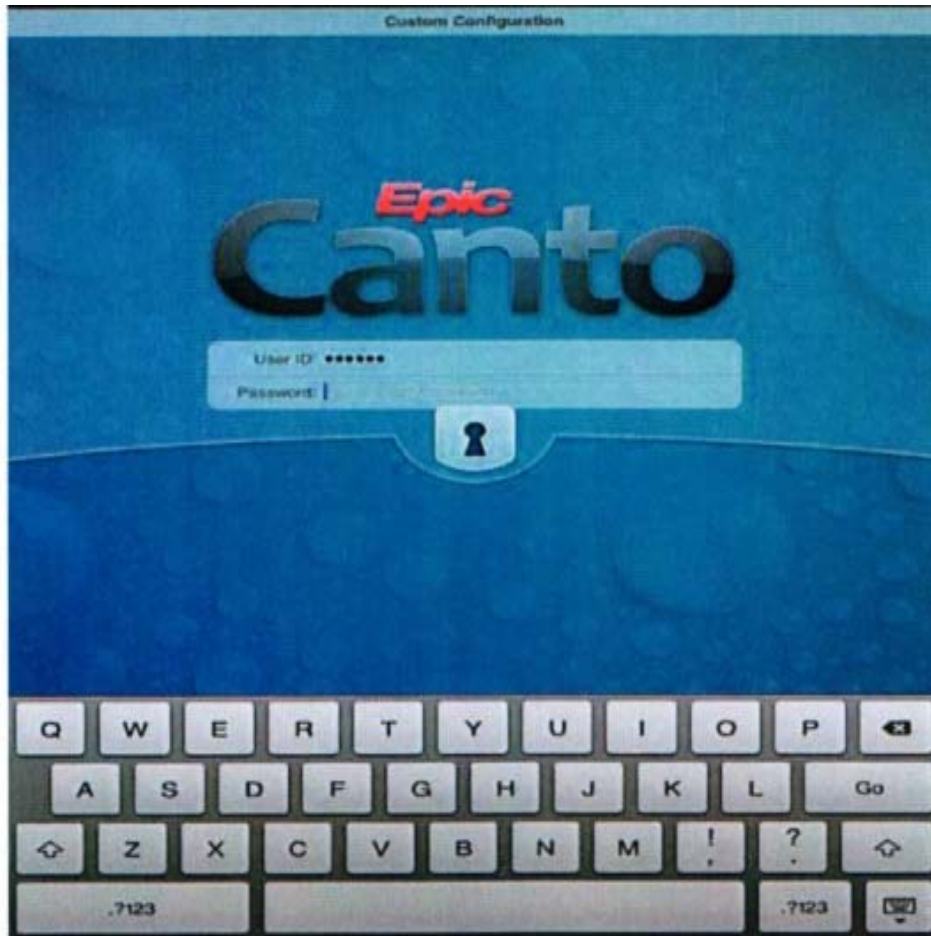 Custom Configuration
Epic
Canto
User ID: ••••••
Password:
Q W E R T Y U I O P
A S D F G H J K L Go
Z X C V B N M ! , ? .
.?123 .?123